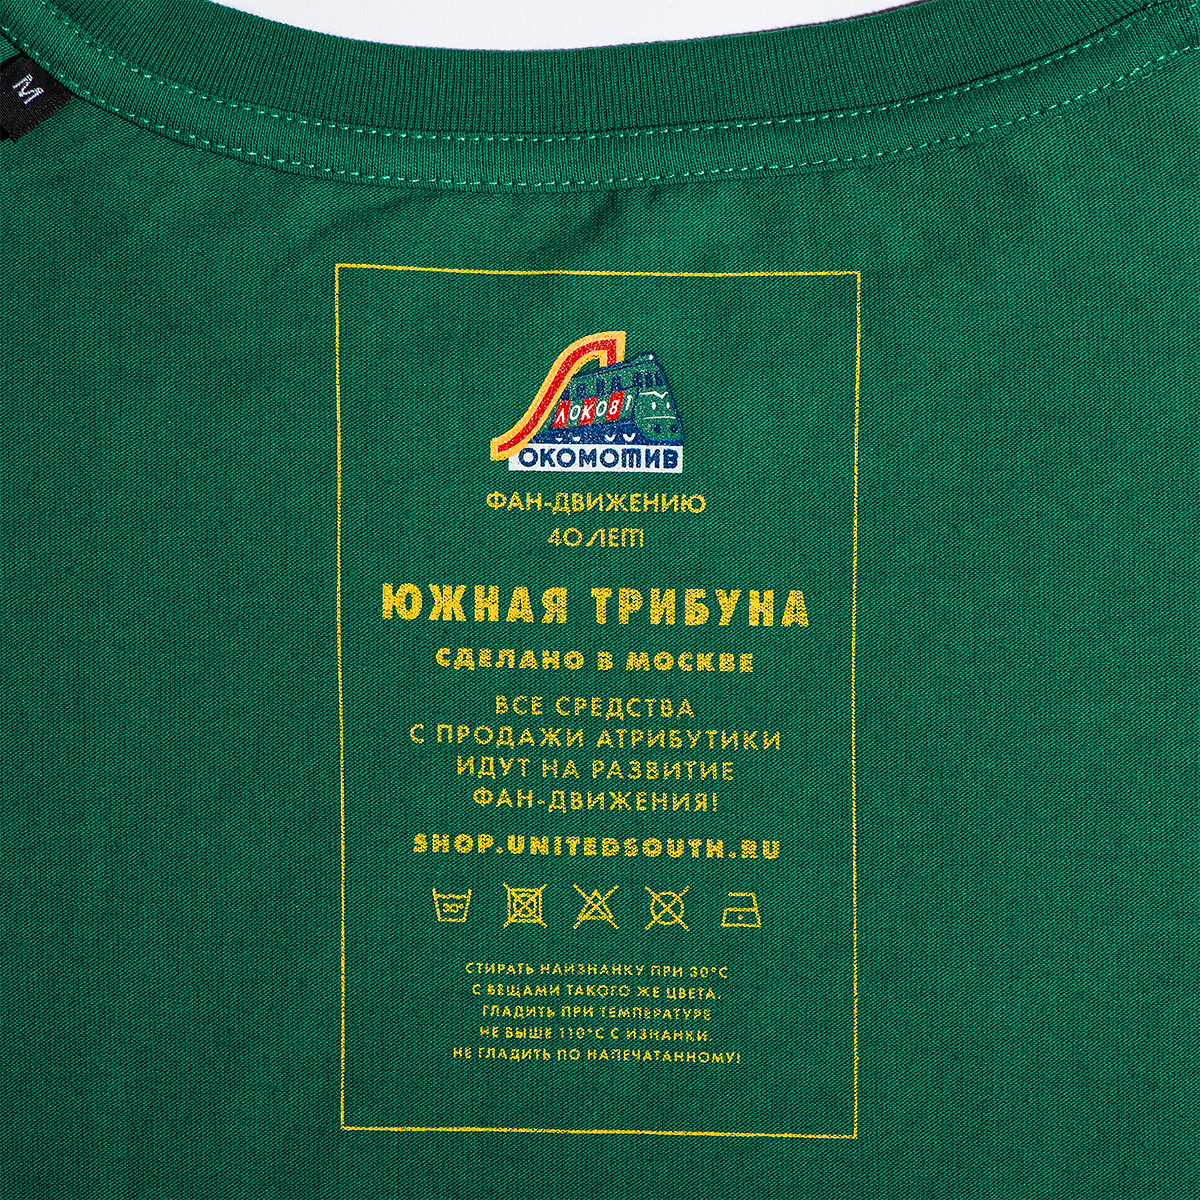 M
ЛОКО81
ЛОКОМОТИВ
ФАН-ДВИЖЕНИЮ
40 ЛЕТ
ЮЖНАЯ ТРИБУНА
СДЕЛАНО В МОСКВЕ
ВСЕ СРЕДСТВА
С ПРОДАЖИ АТРИБУТИКИ
ИДУТ НА РАЗВИТИЕ
ФАН-ДВИЖЕНИЯ!
SHOP.UNITEDSOUTH.RU
30°
СТИРАТЬ НАИЗНАНКУ ПРИ 30°С
С ВЕЩАМИ ТАКОГО ЖЕ ЦВЕТА.
ГЛАДИТЬ ПРИ ТЕМПЕРАТУРЕ
НЕ ВЫШЕ 110°С С ИЗНАНКИ.
НЕ ГЛАДИТЬ ПО НАПЕЧАТАННОМУ!